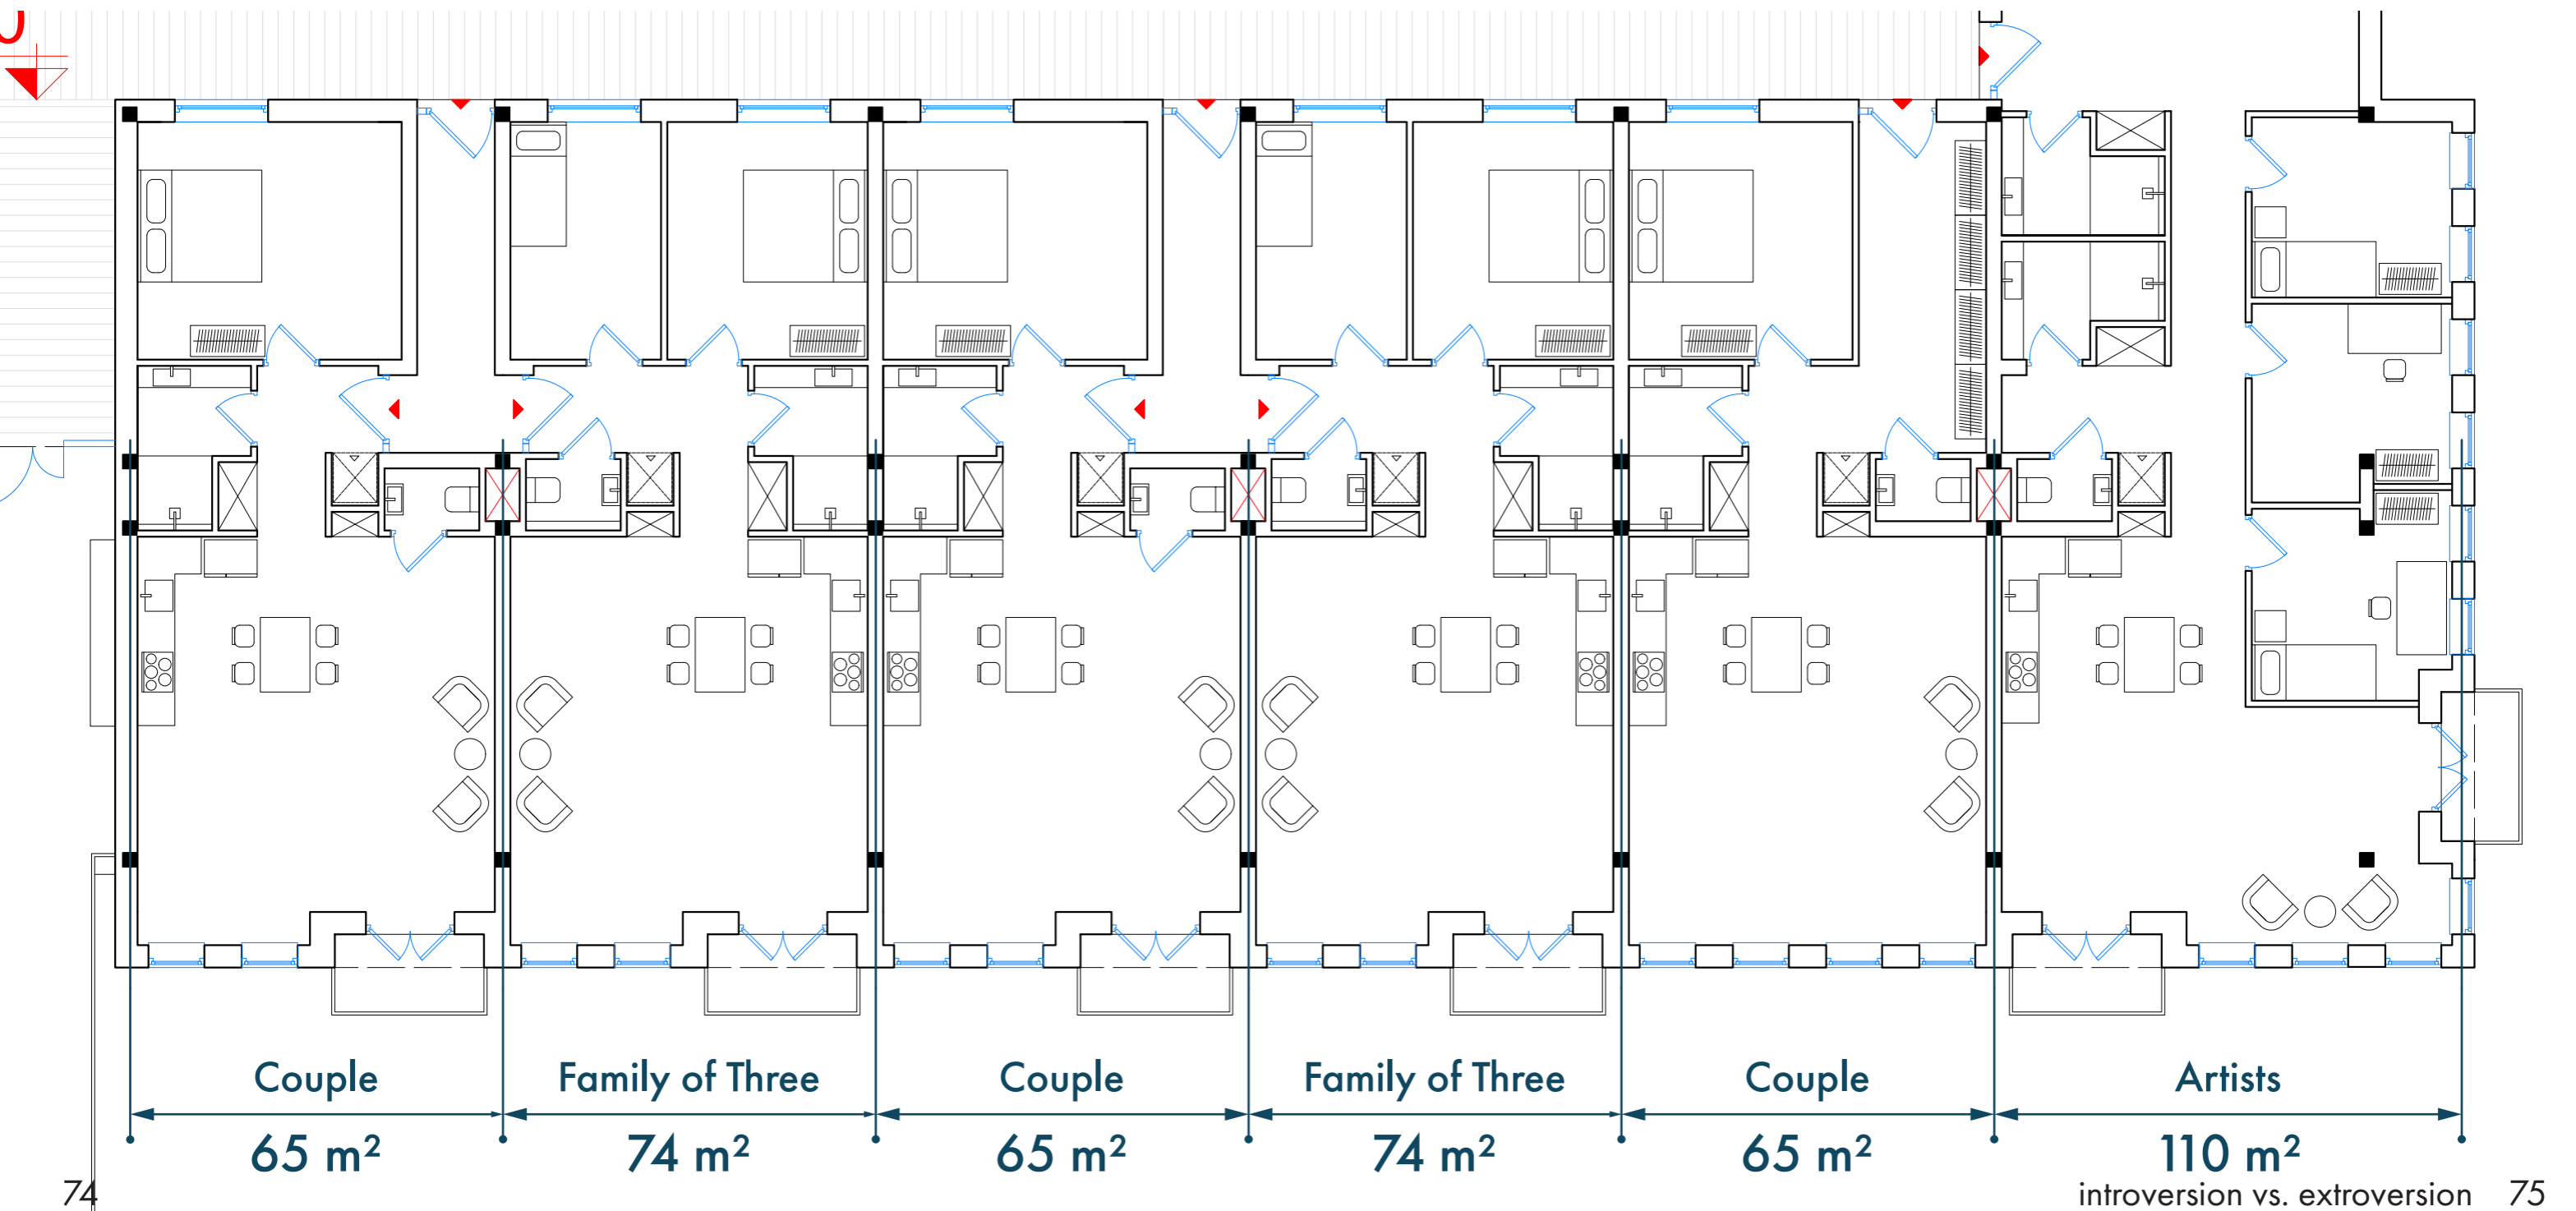 Couple Family of Three Couple Family of Three Couple Artists
65 m² 74 m² 65 m² 74 m² 65 m² 110 m²
74 introversion vs. extroversion 75